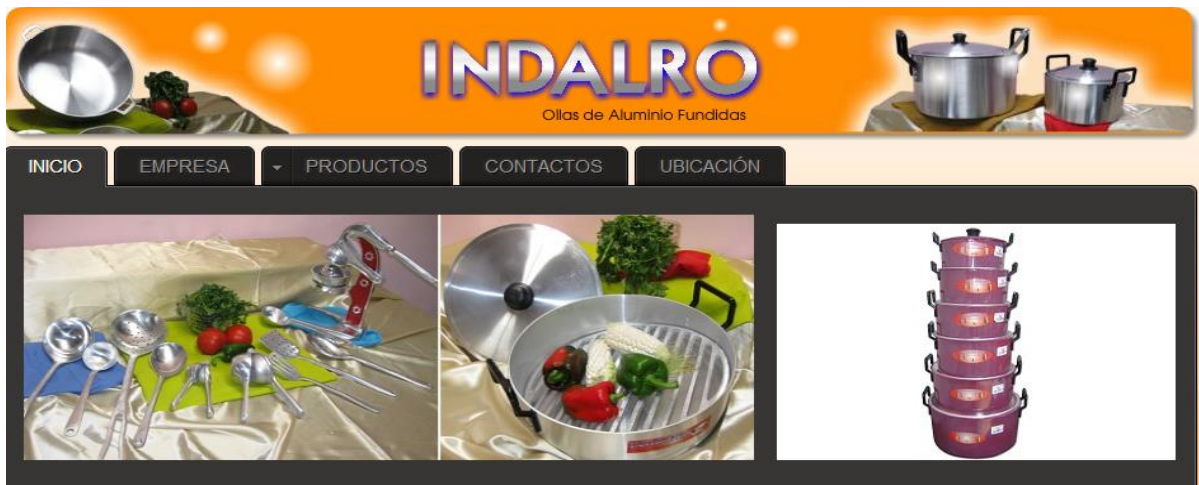 INDALRO
Ollas de Aluminio Fundidas
INICIO
EMPRESA
PRODUCTOS
CONTACTOS
UBICACIÓN